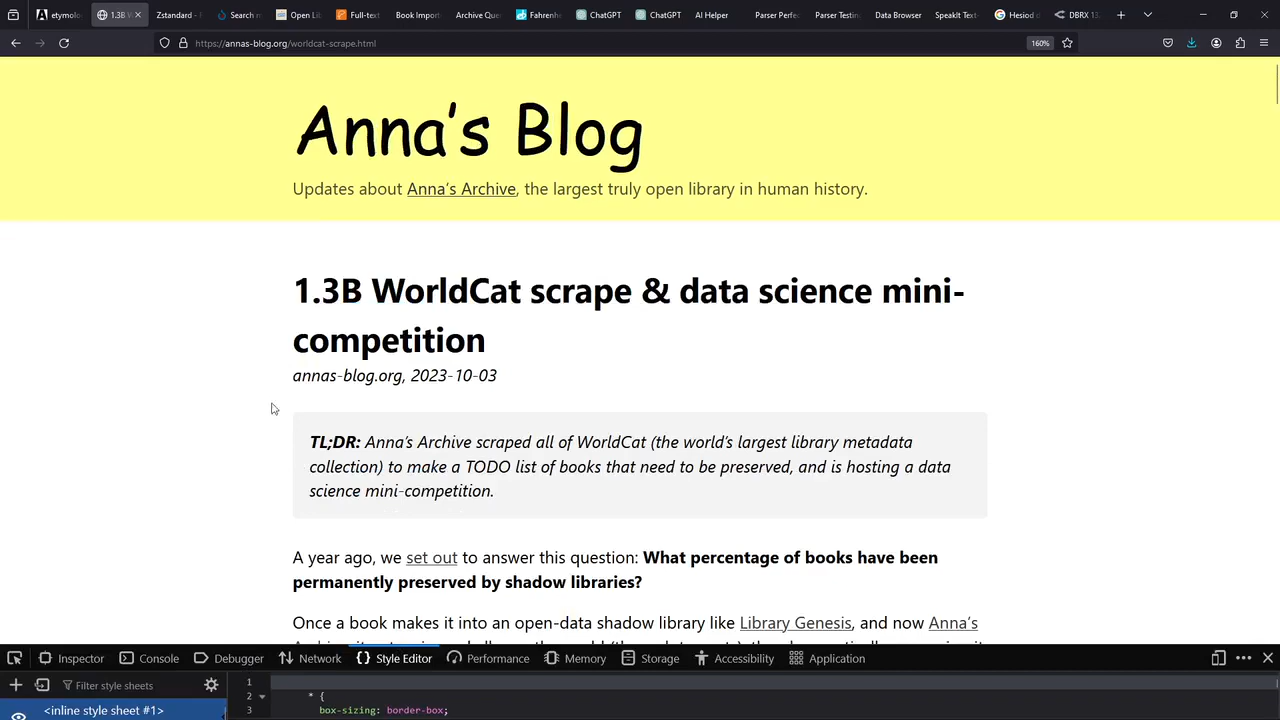 etymolo
1.3B W
Zstandard -
Search m
Open Lib
Full-text
Book Import
Archive Que
Fahrenhe
ChatGPT
ChatGPT
AI Helper
Parser Perfec
Parser Testing
Data Browser
SpeakIt Text
Hesiod d
DBRX 13
https://annas-blog.org/worldcat-scrape.html
160%
Anna's Blog
Updates about Anna's Archive, the largest truly open library in human history.
1.3B WorldCat scrape & data science mini-
competition
annas-blog.org, 2023-10-03
TL;DR: Anna's Archive scraped all of WorldCat (the world's largest library metadata
collection) to make a TODO list of books that need to be preserved, and is hosting a data
science mini-competition.
A year ago, we set out to answer this question: What percentage of books have been
permanently preserved by shadow libraries?
Once a book makes it into an open-data shadow library like Library Genesis, and now Anna's
Inspector Console Debugger Network Style Editor Performance Memory Storage Accessibility Application
Filter style sheets
1
2 * {
<inline style sheet #1>
3 box-sizing: border-box;